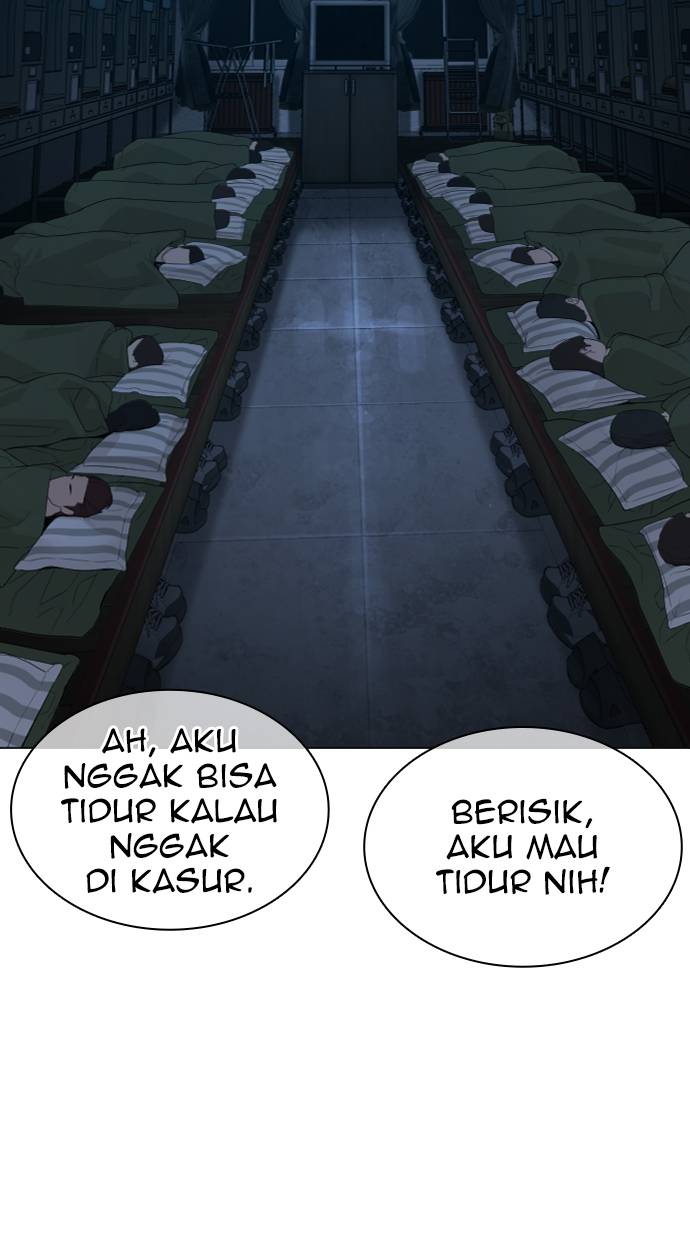 AH, AKU
NGGAK BISA
TIDUR KALAU
NGGAK
DI KASUR.
BERISIK,
AKU MAU
TIDUR NIH!